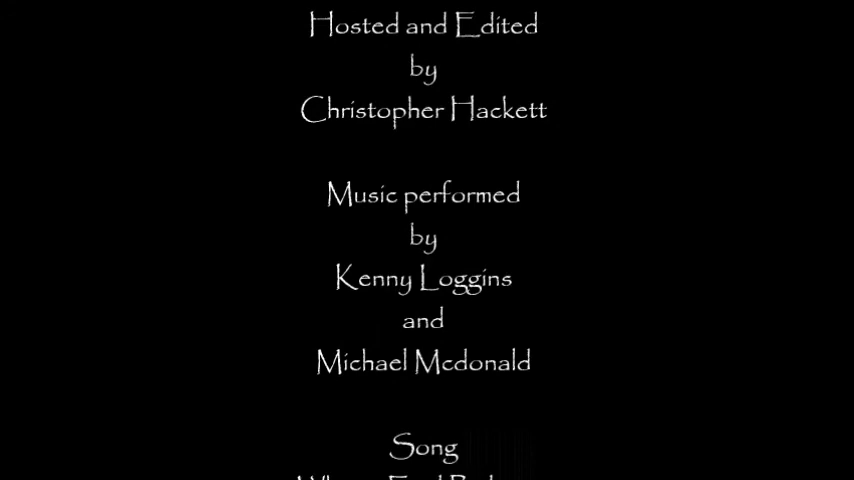 Hosted and Edited
by
Christopher Hackett
Music performed
by
Kenny Loggins
and
Michael Mcdonald
Song